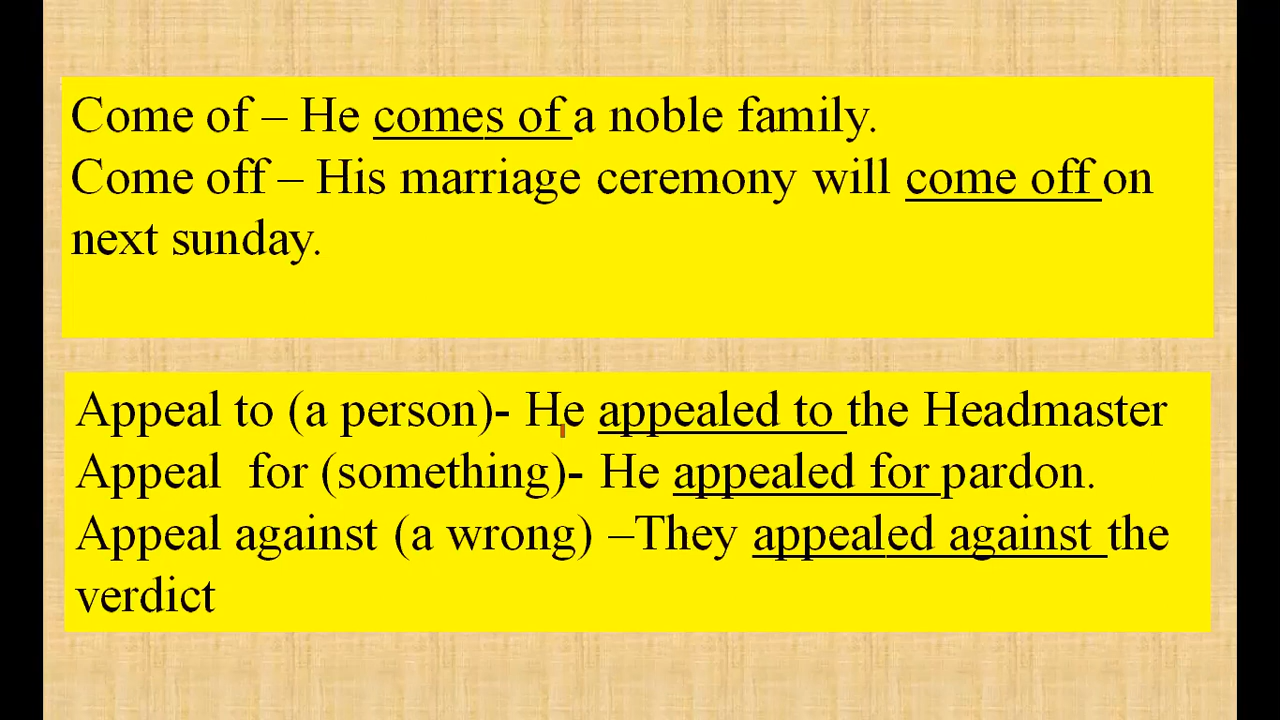 Come of – He comes of a noble family.
Come off – His marriage ceremony will come off on
next sunday.
Appeal to (a person)- He appealed to the Headmaster
Appeal  for (something)- He appealed for pardon.
Appeal against (a wrong) –They appealed against the
verdict